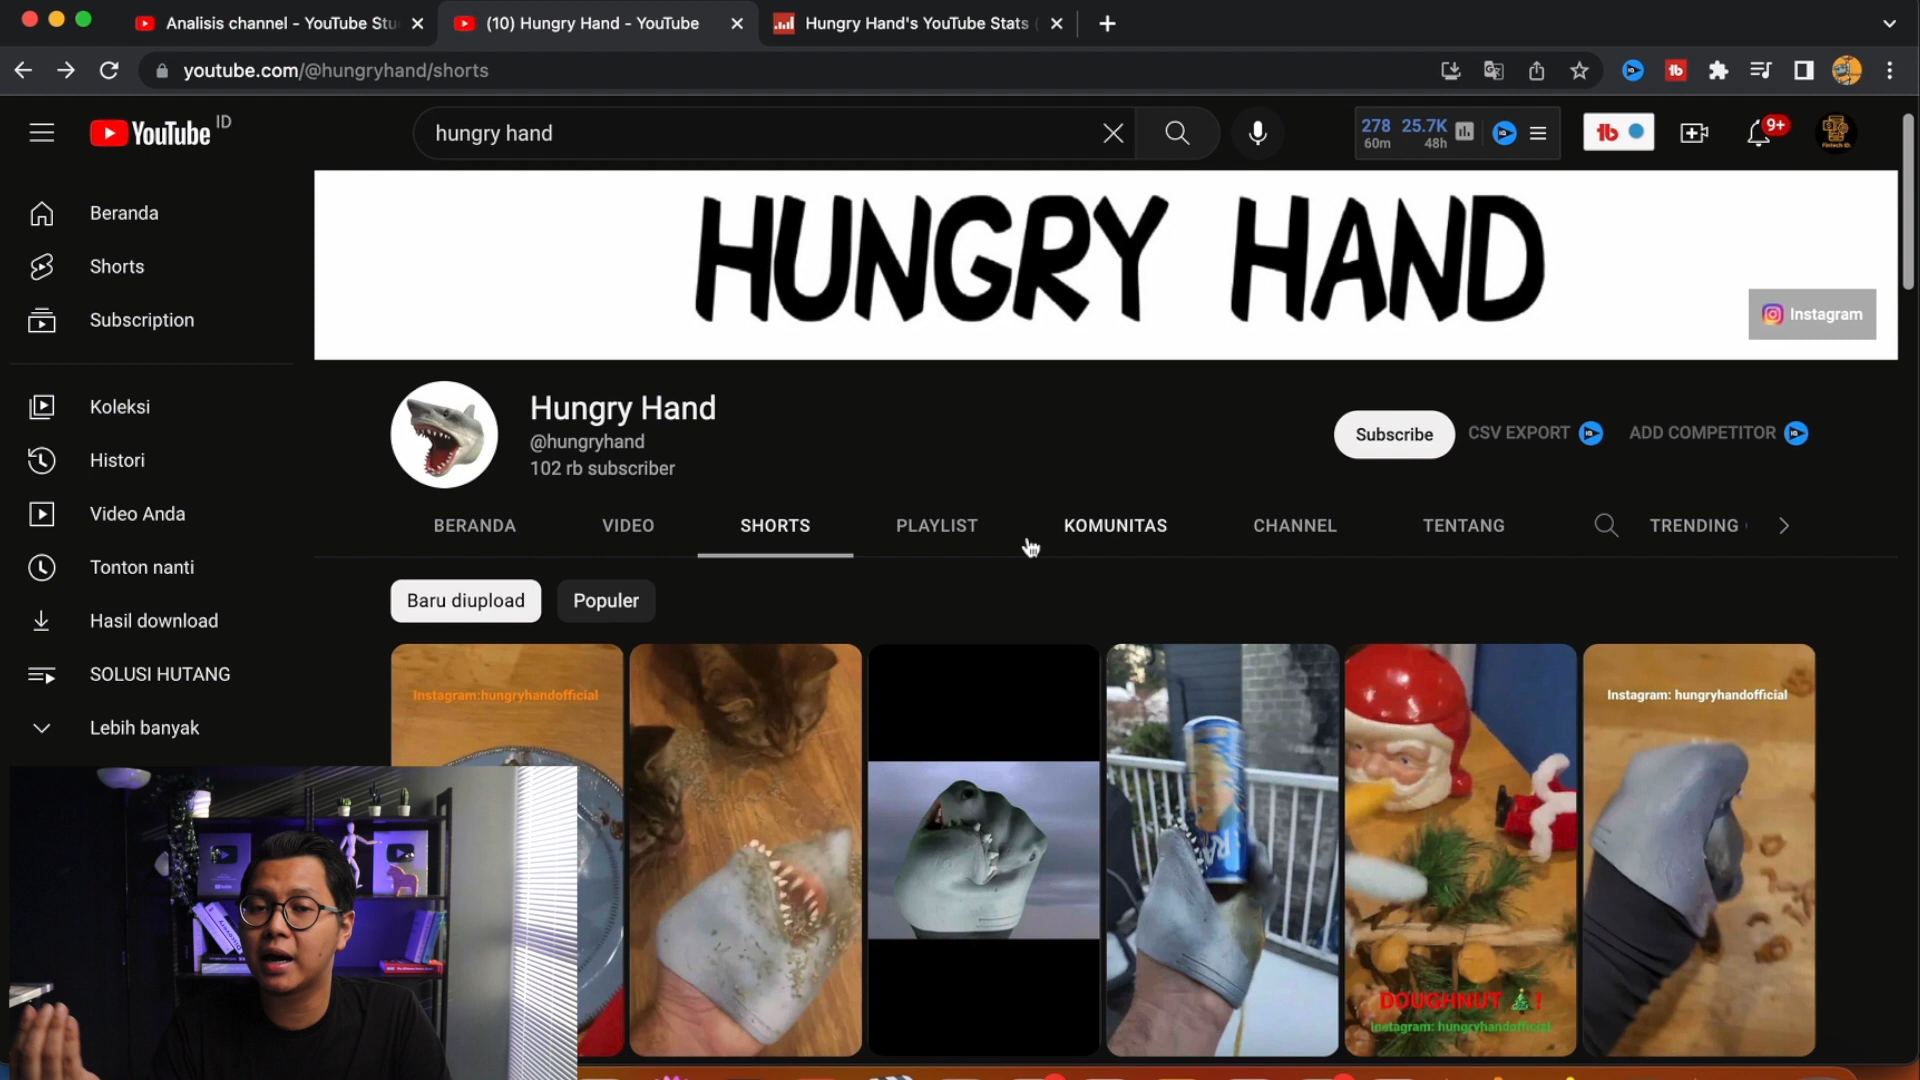 Analisis channel - YouTube Stu
(10) Hungry Hand - YouTube
Hungry Hand's YouTube Stats (
youtube.com/@hungryhand/shorts
YouTube ID
hungry hand
278 25.7K
60m 48h
9+
Beranda
Shorts
Subscription
Koleksi
Histori
Video Anda
Tonton nanti
Hasil download
SOLUSI HUTANG
Lebih banyak
HUNGRY HAND
Instagram
Hungry Hand
@hungryhand
102 rb subscriber
Subscribe
CSV EXPORT
ADD COMPETITOR
BERANDA
VIDEO
SHORTS
PLAYLIST
KOMUNITAS
CHANNEL
TENTANG
TRENDING
Baru diupload
Populer
Instagram:hungryhandofficial
Instagram: hungryhandofficial
DOUGHNUT 🎄!
Instagram: hungryhandofficial